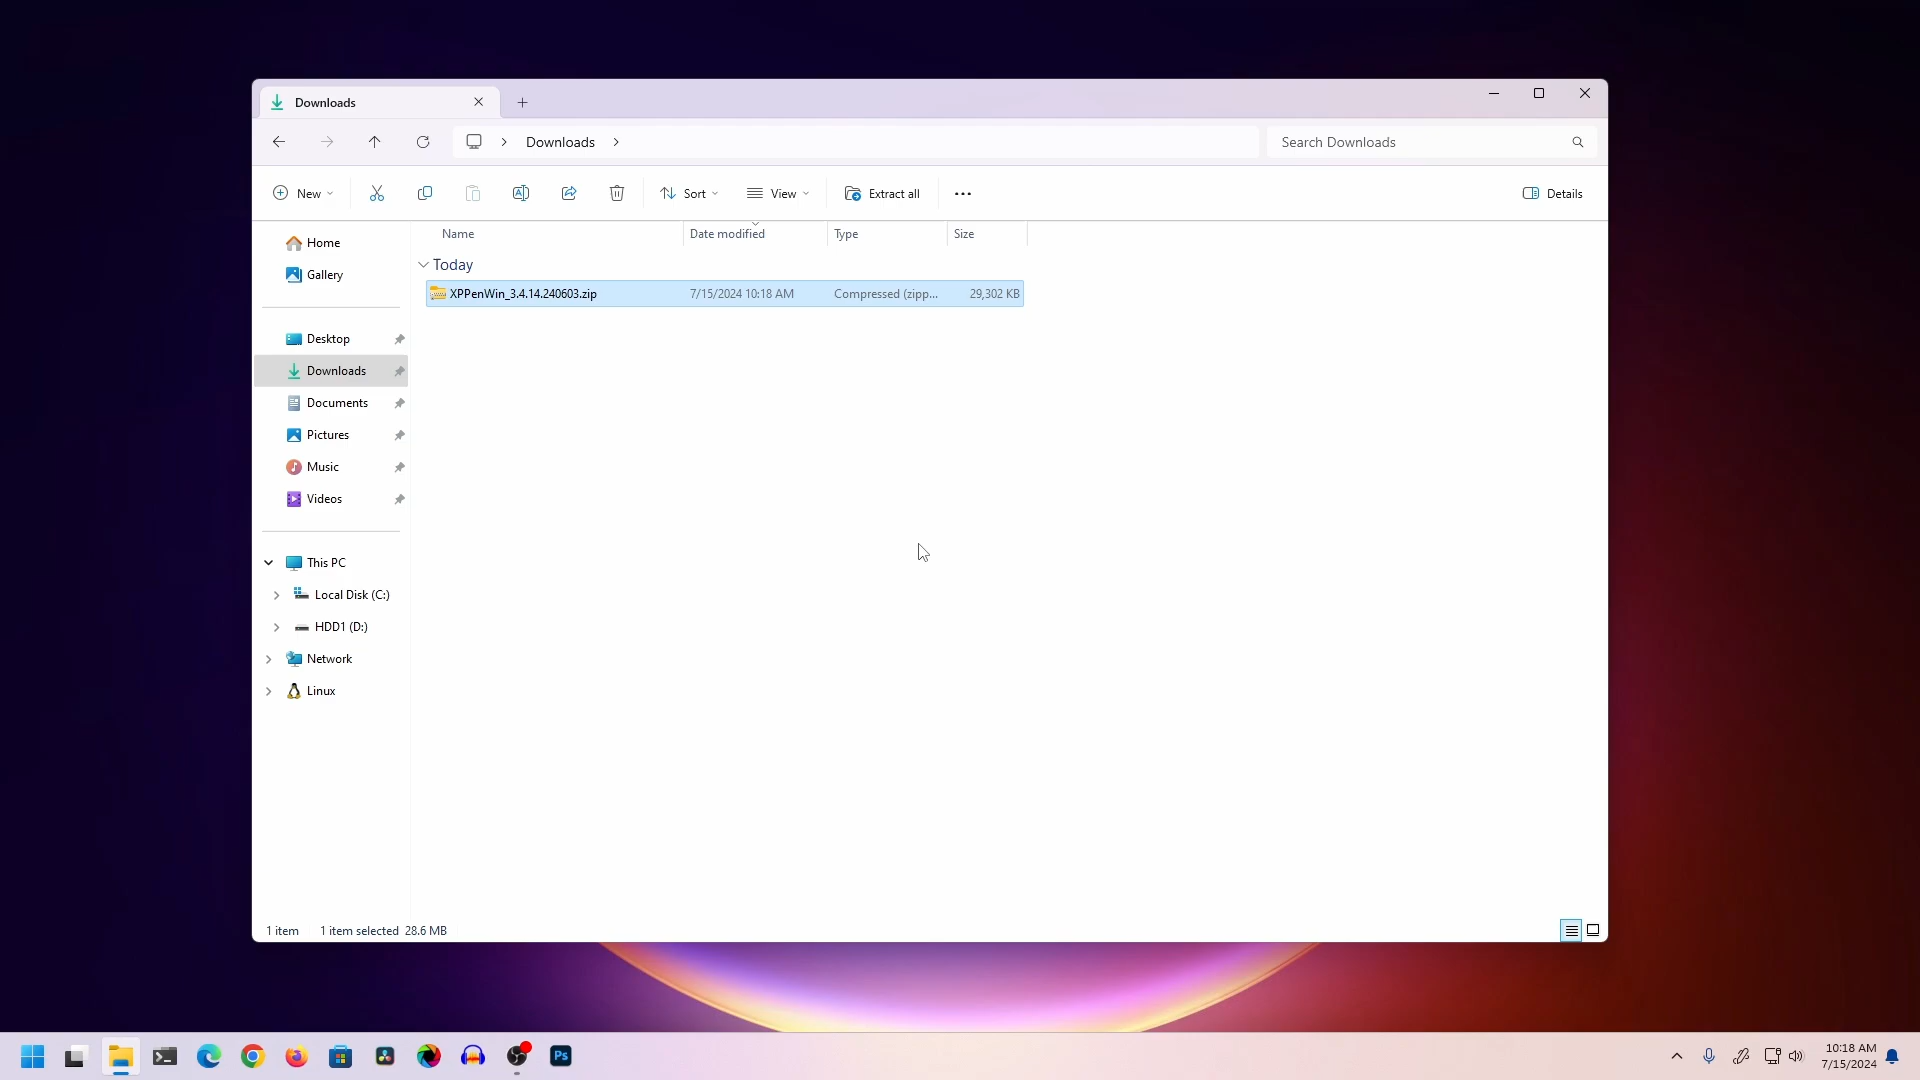 Downloads
Downloads
Search Downloads
New
Sort
View
Extract all
Details
Name
Date modified
Type
Size
Home
Gallery
Today
XPPenWin_3.4.14.240603.zip
7/15/2024 10:18 AM
Compressed (zipp...
29,302 KB
Desktop
Downloads
Documents
Pictures
Music
Videos
This PC
Local Disk (C:)
HDD1 (D:)
Network
Linux
1 item
1 item selected 28.6 MB
Ps
10:18 AM
7/15/2024